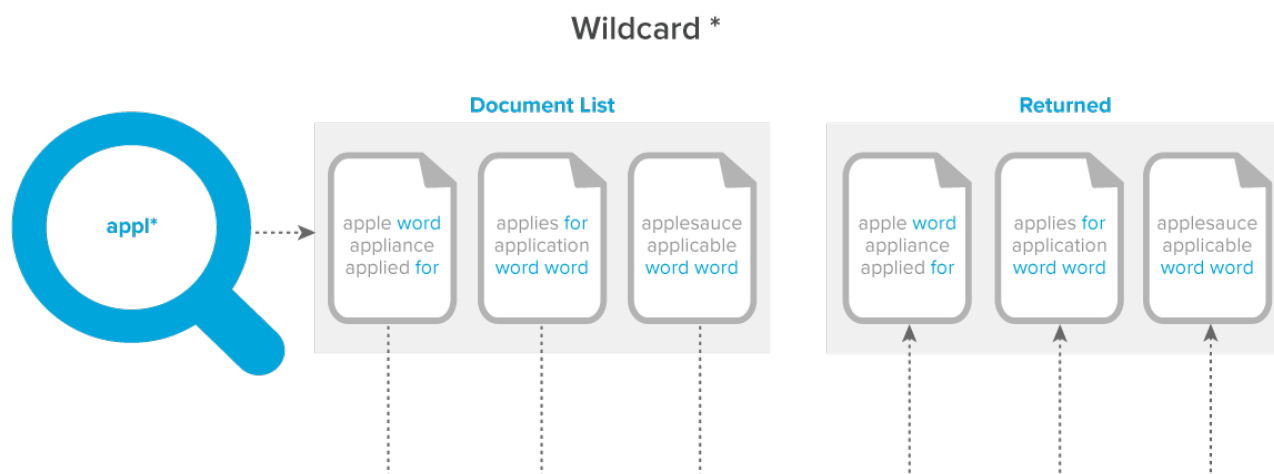 Wildcard *
Document List
Returned
appl*
apple word
appliance
applied for
applies for
application
word word
applesauce
applicable
word word
apple word
appliance
applied for
applies for
application
word word
applesauce
applicable
word word